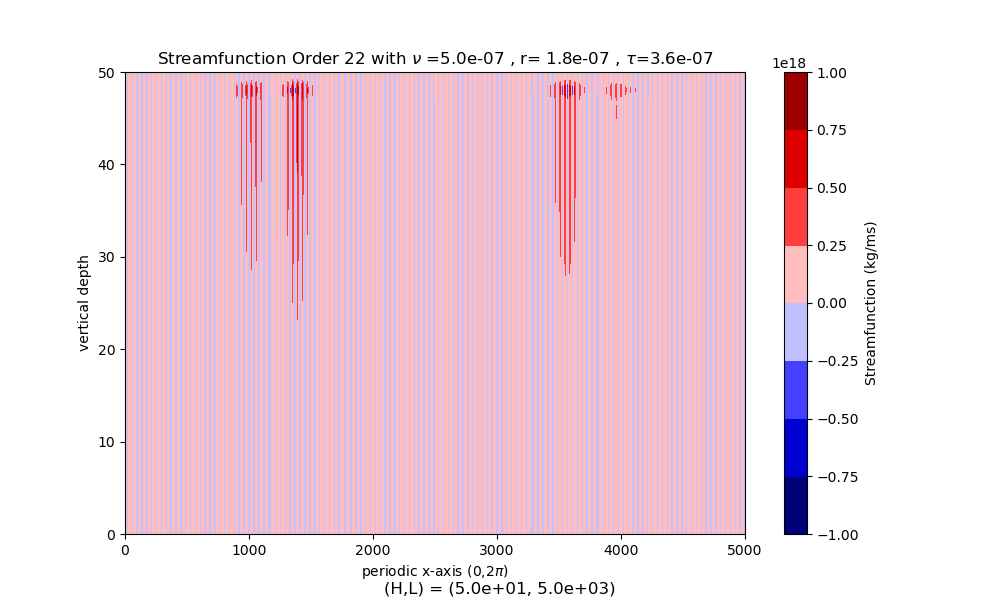 Streamfunction Order 22 with ν =5.0e-07 , r= 1.8e-07 , τ=3.6e-07
1e18
50
40
30
20
10
0
vertical depth
0 1000 2000 3000 4000 5000
periodic x-axis (0,2π)
(H,L) = (5.0e+01, 5.0e+03)
1.00
0.75
0.50
0.25
0.00
−0.25
−0.50
−0.75
−1.00
Streamfunction (kg/ms)